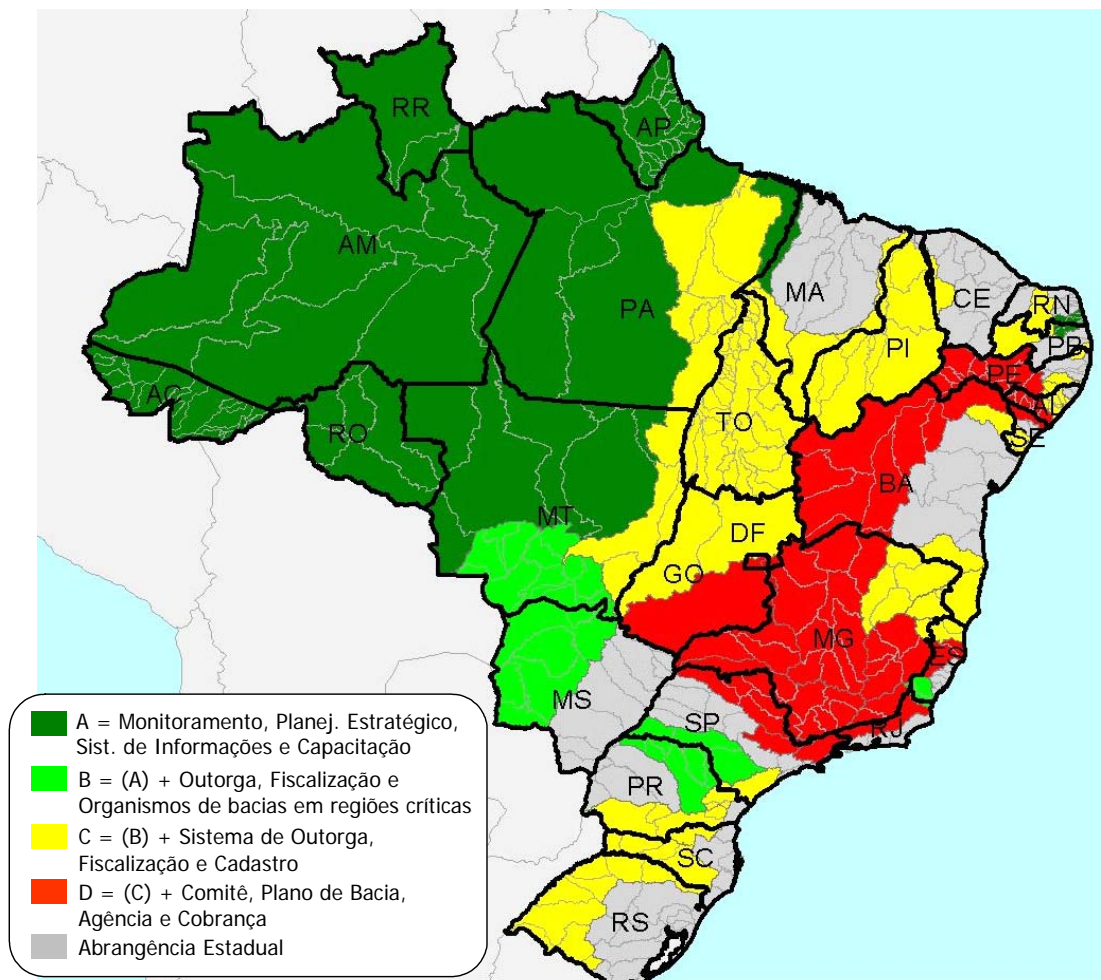 RR
AP
AM
PA
MA
CE
RN
PB
PI
PE
AC
AL
TO
SE
RO
BA
MT
DF
GO
MG
ES
MS
SP
RJ
PR
SC
RS
A = Monitoramento, Planej. Estratégico,
Sist. de Informações e Capacitação
B = (A) + Outorga, Fiscalização e
Organismos de bacias em regiões críticas
C = (B) + Sistema de Outorga,
Fiscalização e Cadastro
D = (C) + Comitê, Plano de Bacia,
Agência e Cobrança
Abrangência Estadual